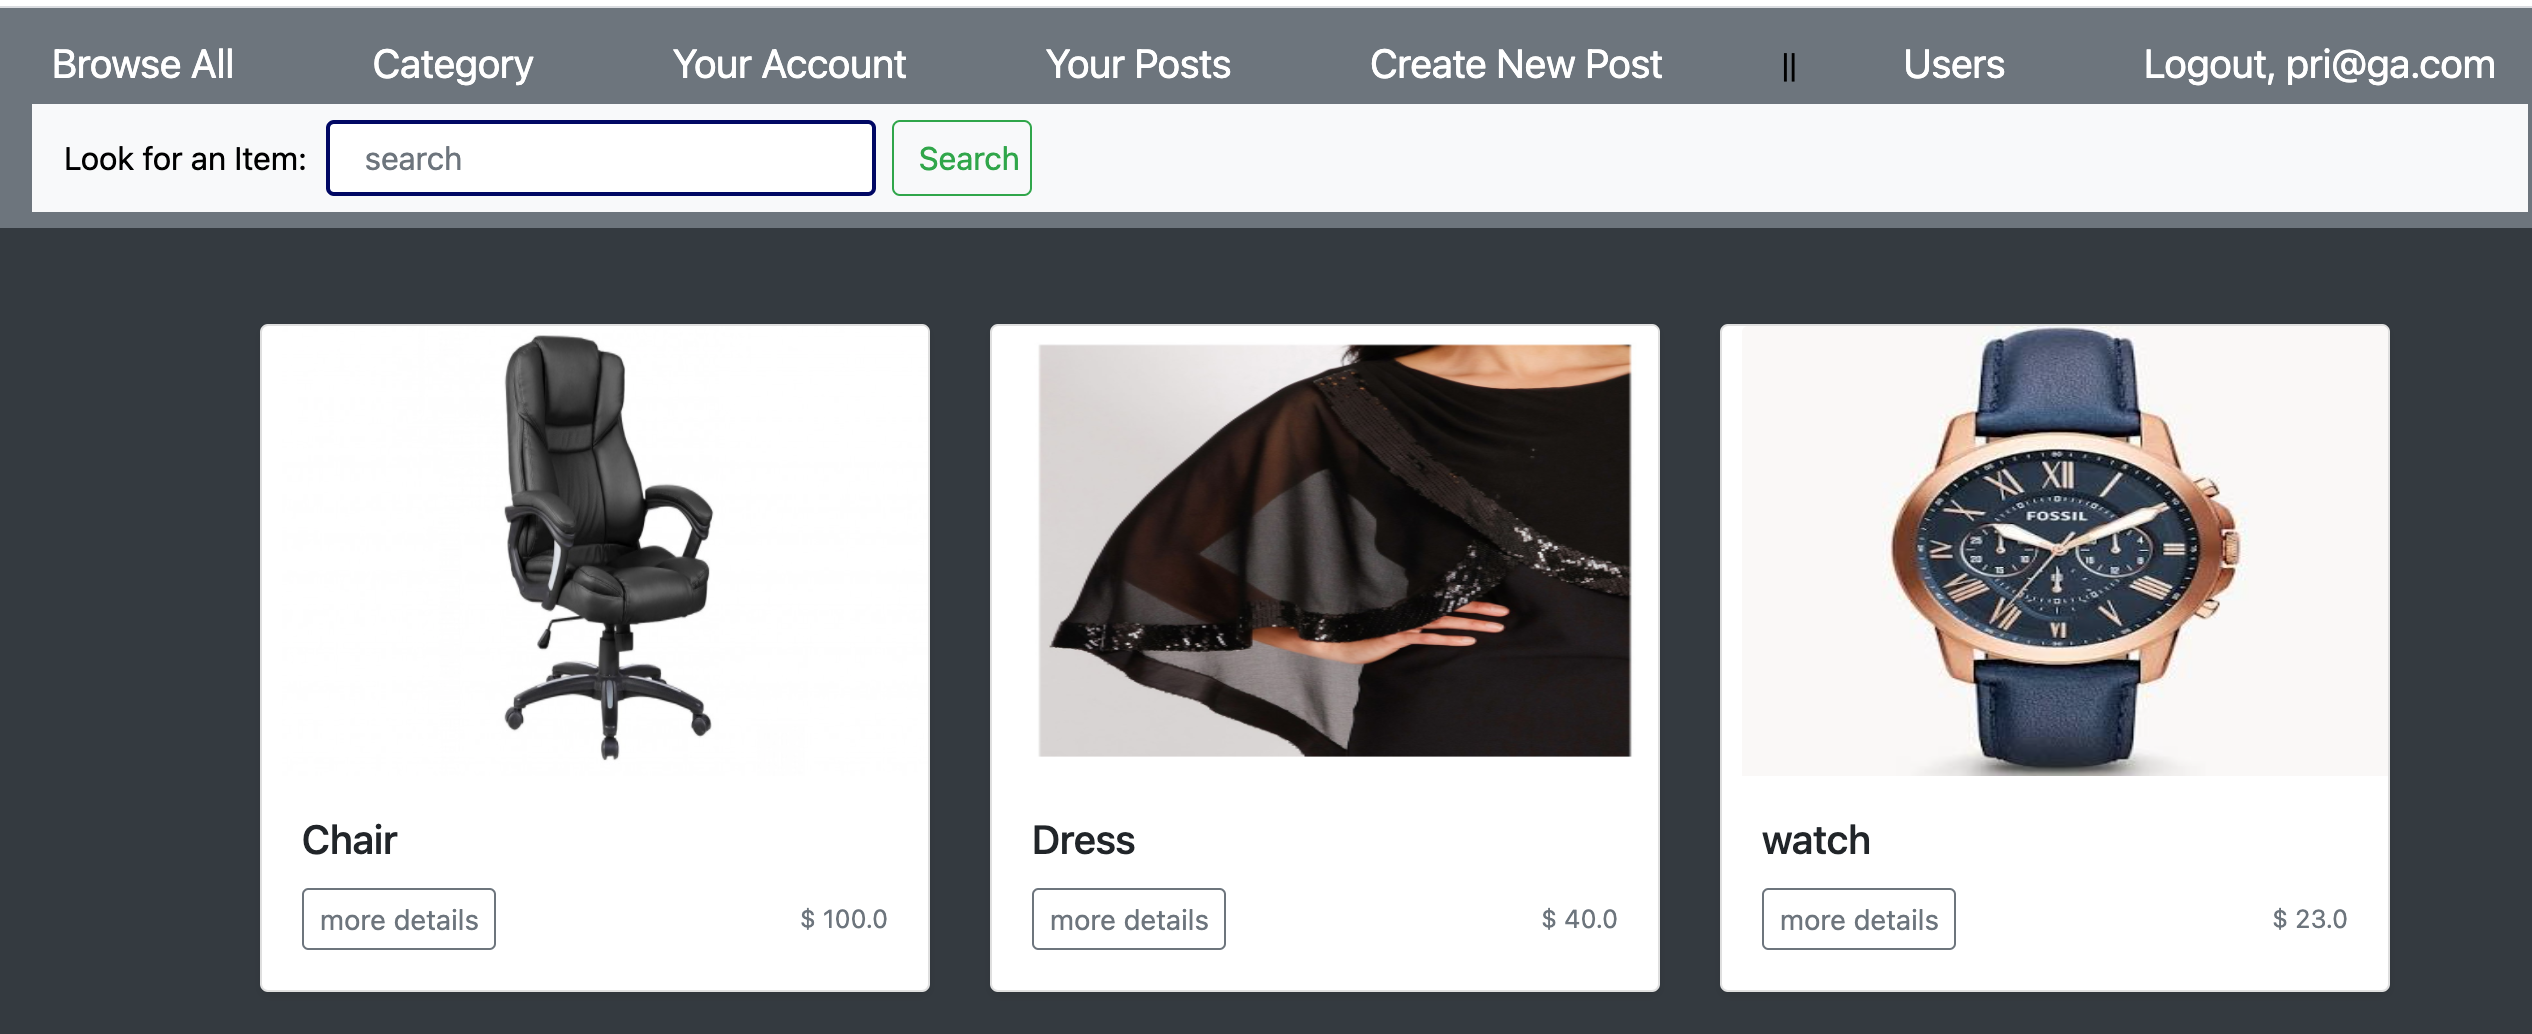 Browse All Category Your Account Your Posts Create New Post || Users Logout, pri@ga.com
Look for an Item: search Search
XII
FOSSIL
Chair
more details $ 100.0
Dress
more details $ 40.0
watch
more details $ 23.0